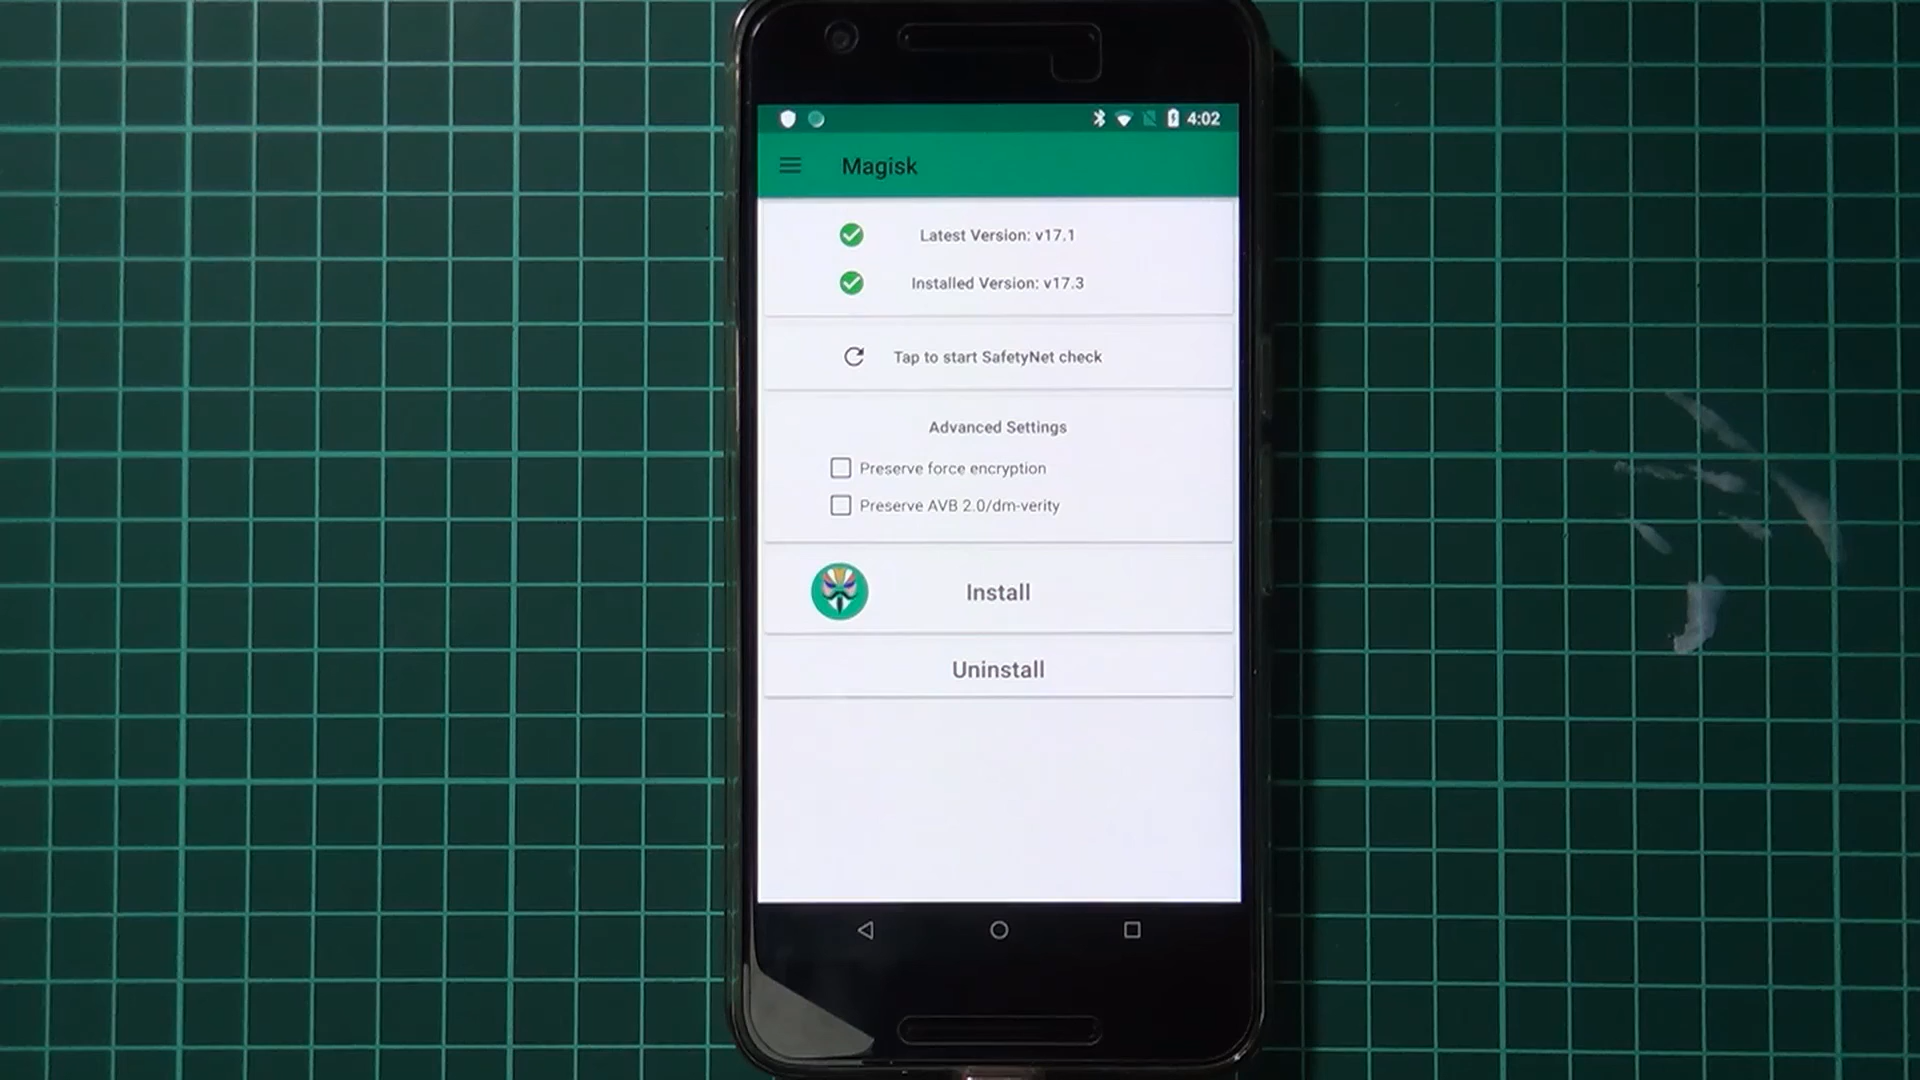 4:02
Magisk
Latest Version: v17.1
Installed Version: v17.3
Tap to start SafetyNet check
Advanced Settings
Preserve force encryption
Preserve AVB 2.0/dm-verity
Install
Uninstall